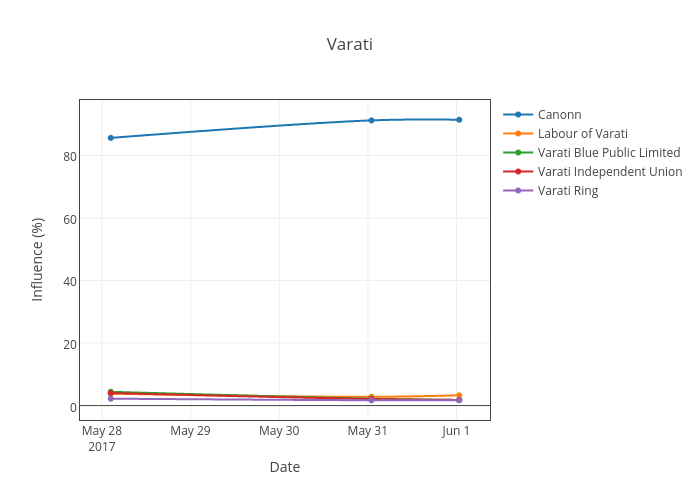 Varati
Canonn
Labour of Varati
Varati Blue Public Limited
Varati Independent Union
Varati Ring
Influence (%)
80
60
40
20
0
May 28
2017
May 29
May 30
May 31
Jun 1
Date